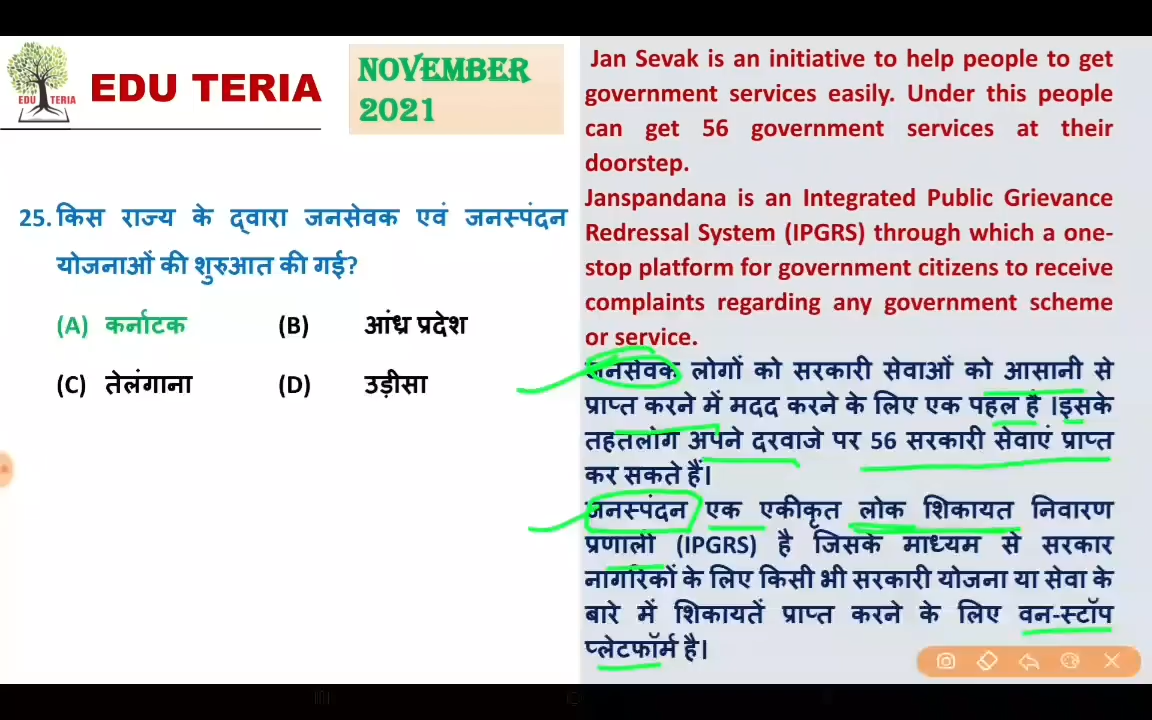 EDU TERIA
EDU TERIA
NOVEMBER
2021
25. किस राज्य के द्वारा जनसेवक एवं जनस्पंदन
योजनाओं की शुरुआत की गई?
(A) कर्नाटक (B) आंध्र प्रदेश
(C) तेलंगाना (D) उड़ीसा
Jan Sevak is an initiative to help people to get
government services easily. Under this people
can get 56 government services at their
doorstep.
Janspandana is an Integrated Public Grievance
Redressal System (IPGRS) through which a one-
stop platform for government citizens to receive
complaints regarding any government scheme
or service.
जनसेवक लोगों को सरकारी सेवाओं को आसानी से
प्राप्त करने में मदद करने के लिए एक पहल है ।इसके
तहतलोग अपने दरवाजे पर 56 सरकारी सेवाएं प्राप्त
कर सकते हैं।
जनस्पंदन एक एकीकृत लोक शिकायत निवारण
प्रणाली (IPGRS) है जिसके माध्यम से सरकार
नागरिकों के लिए किसी भी सरकारी योजना या सेवा के
बारे में शिकायतें प्राप्त करने के लिए वन-स्टॉप
प्लेटफॉर्म है।